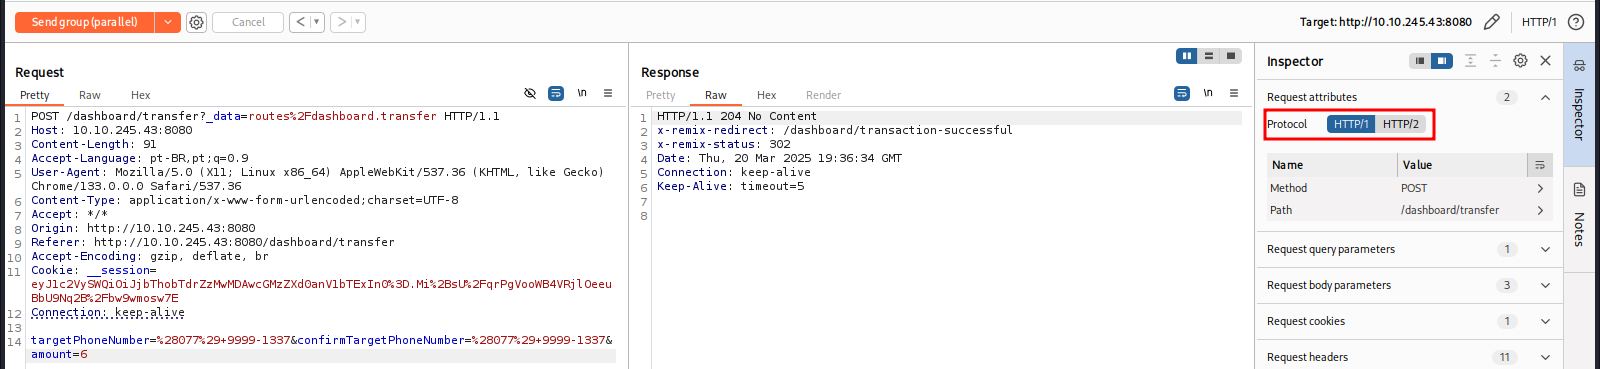 Send group (parallel)
Cancel
Target: http://10.10.245.43:8080
HTTP/1
Request
Pretty
Raw
Hex
\n
1 POST /dashboard/transfer?_data=routes%2Fdashboard.transfer HTTP/1.1
2 Host: 10.10.245.43:8080
3 Content-Length: 91
4 Accept-Language: pt-BR,pt;q=0.9
5 User-Agent: Mozilla/5.0 (X11; Linux x86_64) AppleWebKit/537.36 (KHTML, like Gecko)
Chrome/133.0.0.0 Safari/537.36
6 Content-Type: application/x-www-form-urlencoded;charset=UTF-8
7 Accept: */*
8 Origin: http://10.10.245.43:8080
9 Referer: http://10.10.245.43:8080/dashboard/transfer
10 Accept-Encoding: gzip, deflate, br
11 Cookie: __session=
eyJ1c2VySWQiOiJjbThobTdrZzMwMDAwcGMzZXd0anV1bTExIn0%3D.Mi%2BsU%2FqrPgVooWB4VRjlOeeu
BbU9Nq2B%2Fbw9wmosw7E
12 Connection: keep-alive
13
14 targetPhoneNumber=%28077%29+9999-1337&confirmTargetPhoneNumber=%28077%29+9999-1337&
amount=6
Response
Pretty
Raw
Hex
Render
\n
1 HTTP/1.1 204 No Content
2 x-remix-redirect: /dashboard/transaction-successful
3 x-remix-status: 302
4 Date: Thu, 20 Mar 2025 19:36:34 GMT
5 Connection: keep-alive
6 Keep-Alive: timeout=5
7
8
Inspector
Request attributes 2
Protocol HTTP/1 HTTP/2
Name Value
Method POST
Path /dashboard/transfer
Request query parameters 1
Request body parameters 3
Request cookies 1
Request headers 11
Inspector
Notes